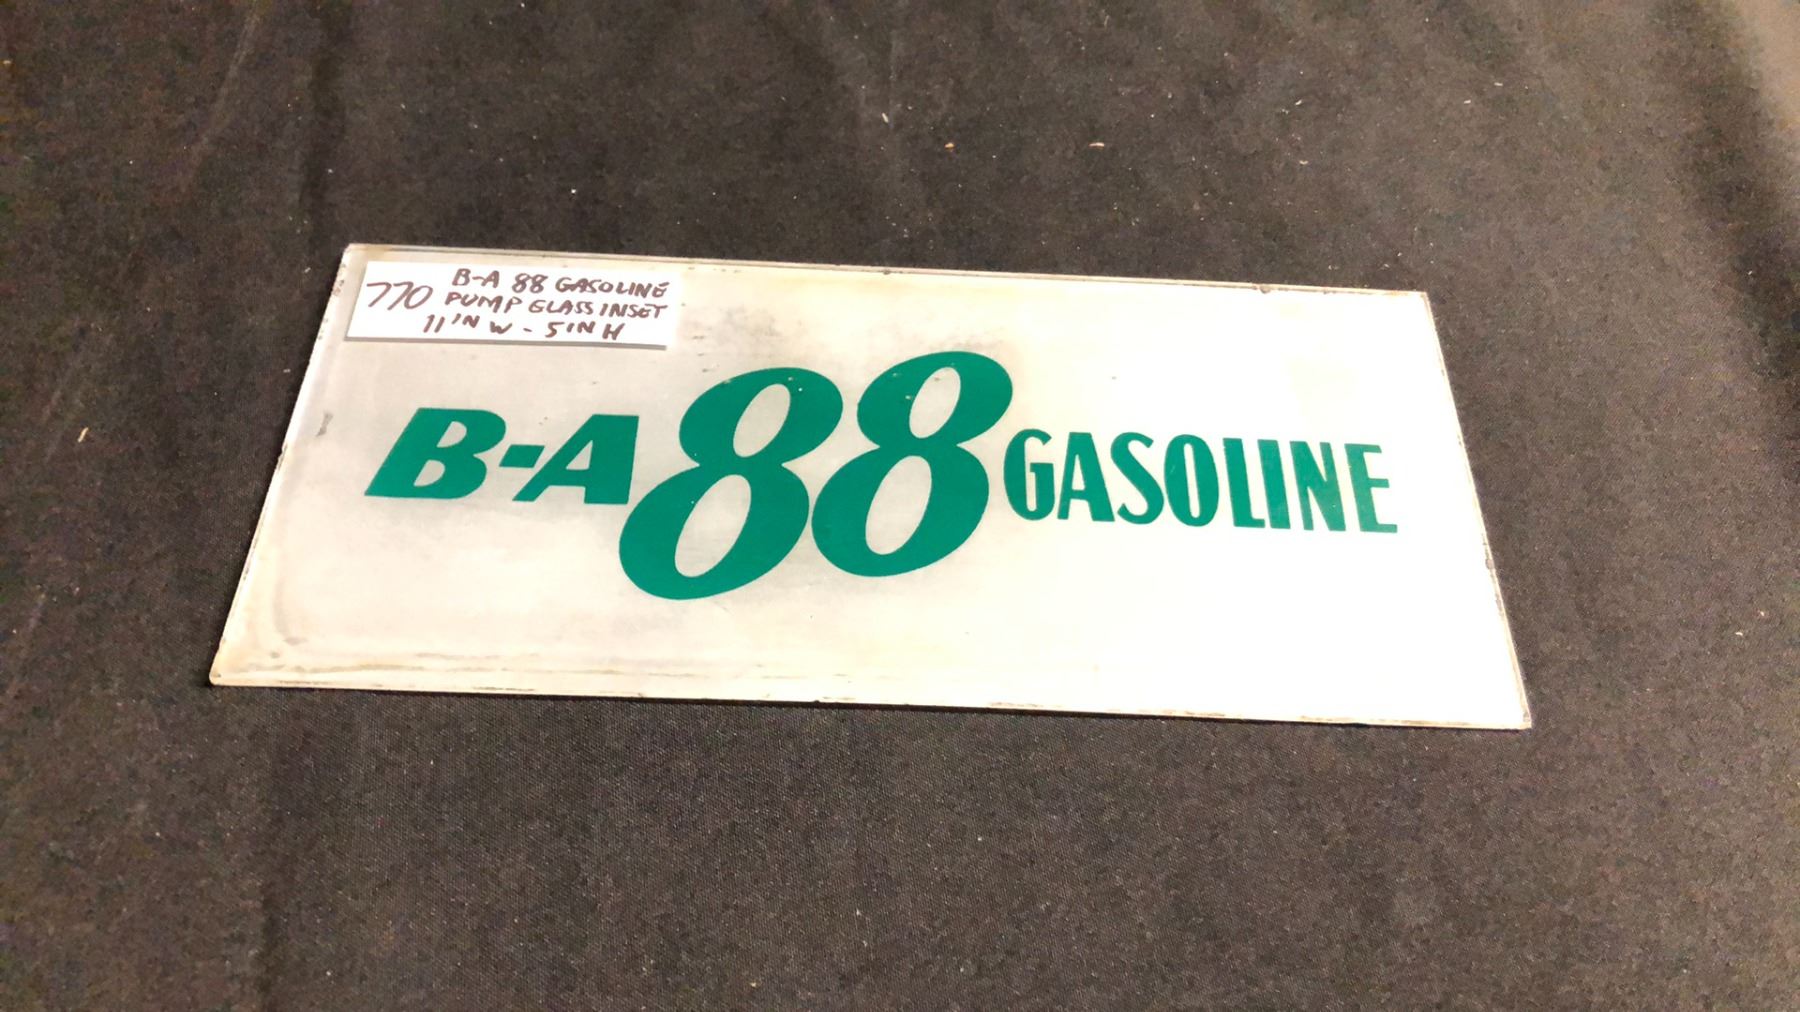 770
B-A 88 GASOLINE
PUMP GLASS INSET
11 IN W - 5 IN H
B-A 88 GASOLINE